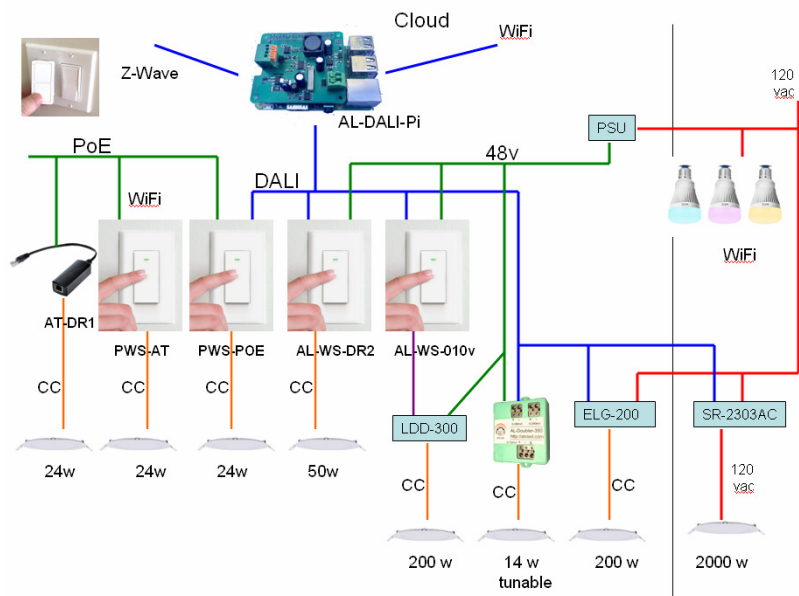 Cloud
WiFi
Z-Wave
120
vac
AL-DALI-Pi
PSU
PoE
48v
DALI
WiFi
WiFi
AT-DR1
PWS-AT
PWS-POE
AL-WS-DR2
AL-WS-010v
CC
CC
CC
CC
LDD-300
ELG-200
SR-2303AC
24w
24w
24w
50w
CC
CC
CC
120
vac
200 w
14 w
tunable
200 w
2000 w